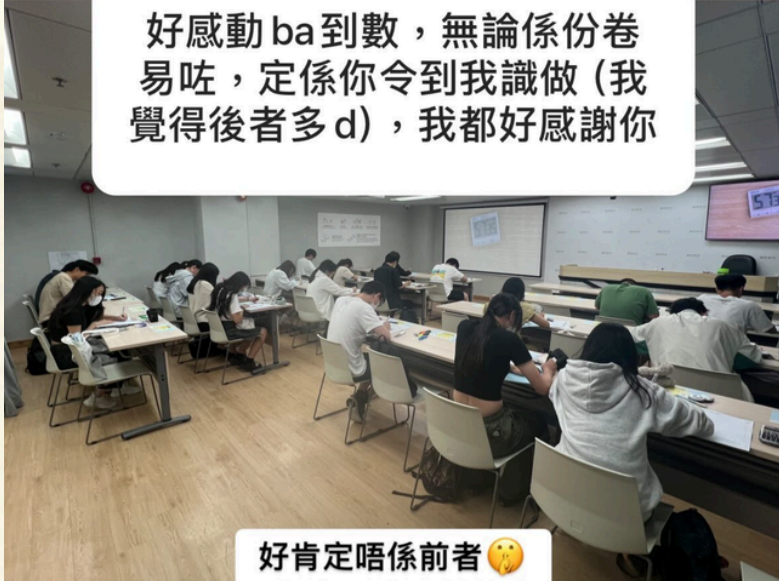 好感動ba到數，無論係份卷
易咗，定係你令到我識做（我
覺得後者多d），我都好感謝你
573
好肯定唔係前者🤫